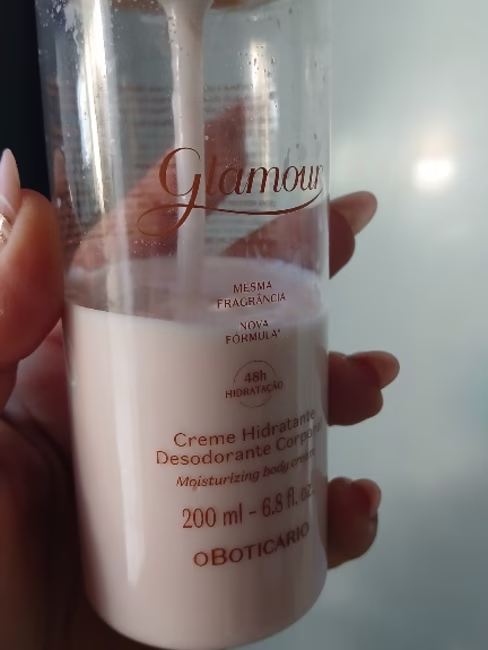 Glamour
MESMA
FRAGRÂNCIA
NOVA
FÓRMULA*
48h
HIDRATAÇÃO
Creme Hidratante
Desodorante Corporal
Moisturizing body cream
200 ml - 6.8 fl. oz.
OBOTICÁRIO